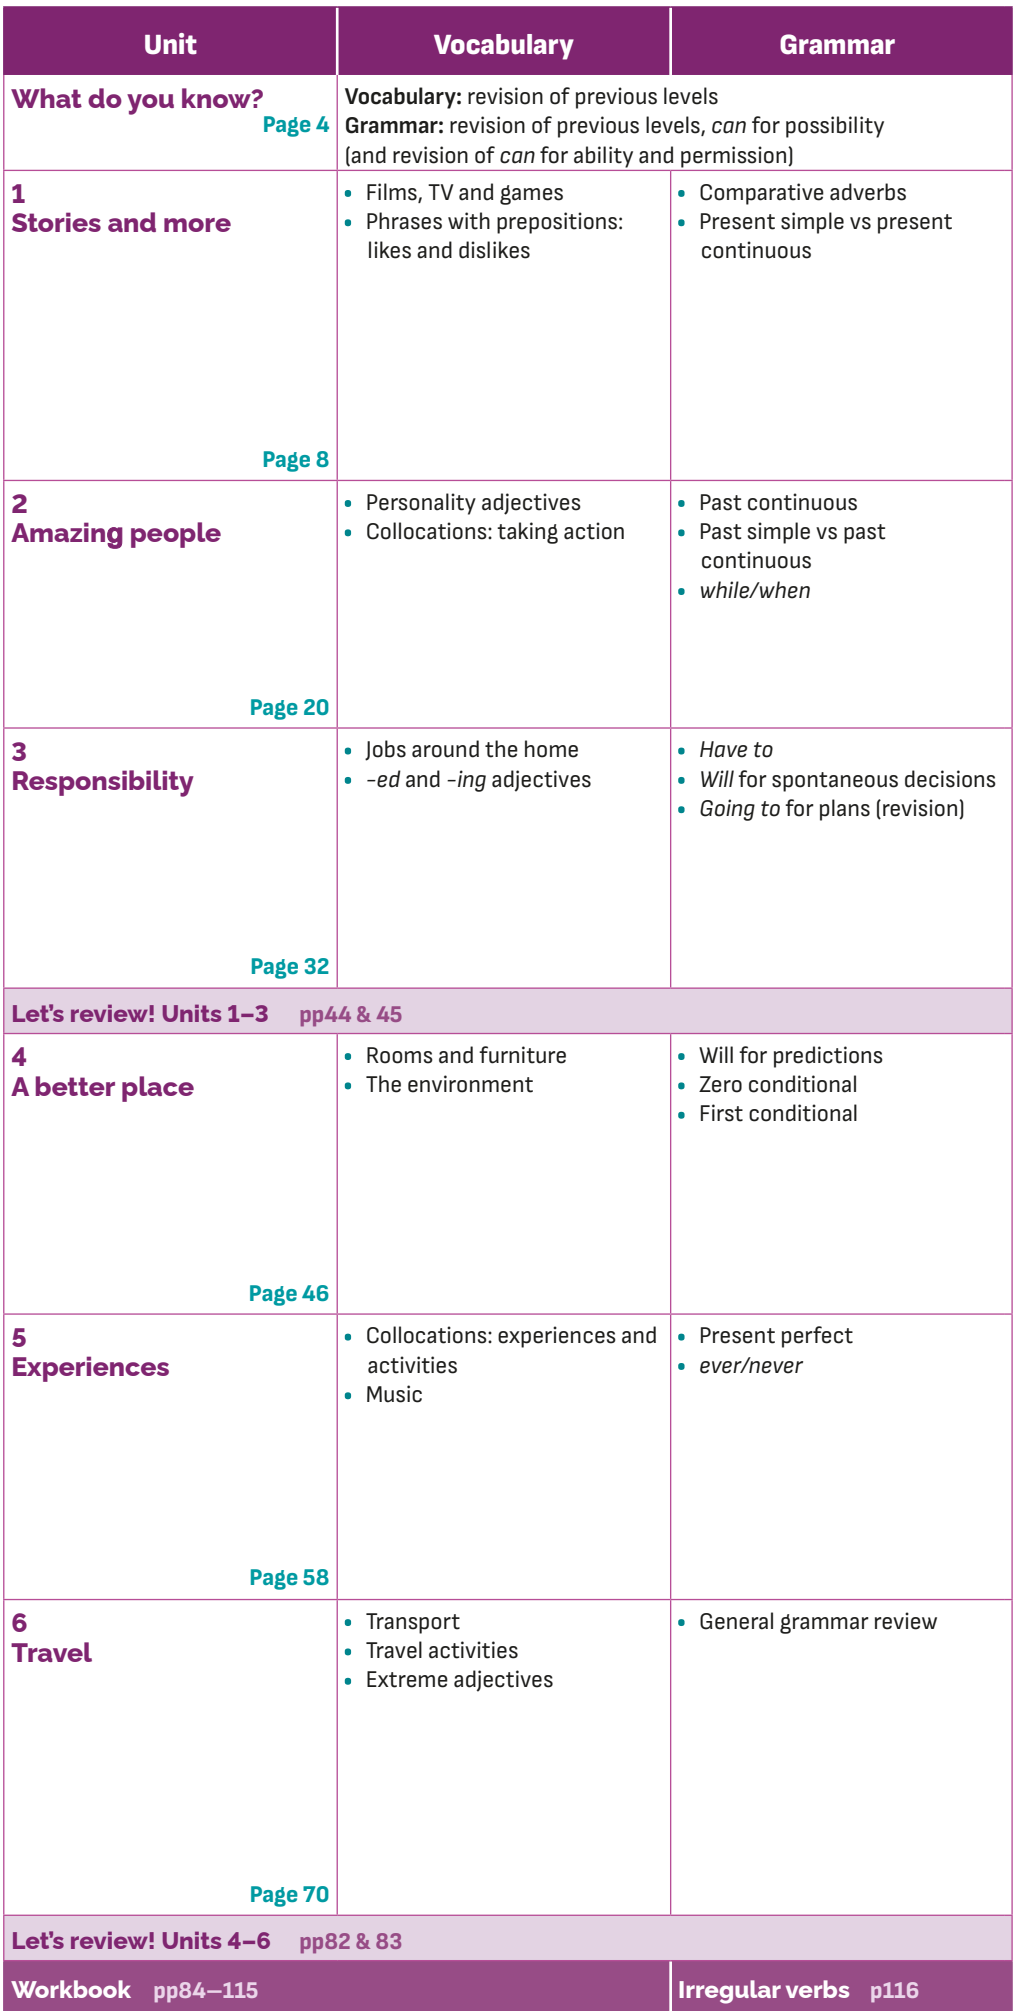 Unit
Vocabulary
Grammar
What do you know?
Page 4
Vocabulary: revision of previous levels
Grammar: revision of previous levels, can for possibility
(and revision of can for ability and permission)
1
Stories and more
Page 8
• Films, TV and games
• Phrases with prepositions:
likes and dislikes
• Comparative adverbs
• Present simple vs present
continuous
2
Amazing people
Page 20
• Personality adjectives
• Collocations: taking action
• Past continuous
• Past simple vs past
continuous
• while/when
3
Responsibility
Page 32
• Jobs around the home
• -ed and -ing adjectives
• Have to
• Will for spontaneous decisions
• Going to for plans (revision)
Let's review! Units 1–3 pp44 & 45
4
A better place
Page 46
• Rooms and furniture
• The environment
• Will for predictions
• Zero conditional
• First conditional
5
Experiences
Page 58
• Collocations: experiences and
activities
• Music
• Present perfect
• ever/never
6
Travel
Page 70
• Transport
• Travel activities
• Extreme adjectives
• General grammar review
Let's review! Units 4–6 pp82 & 83
Workbook pp84–115
Irregular verbs p116